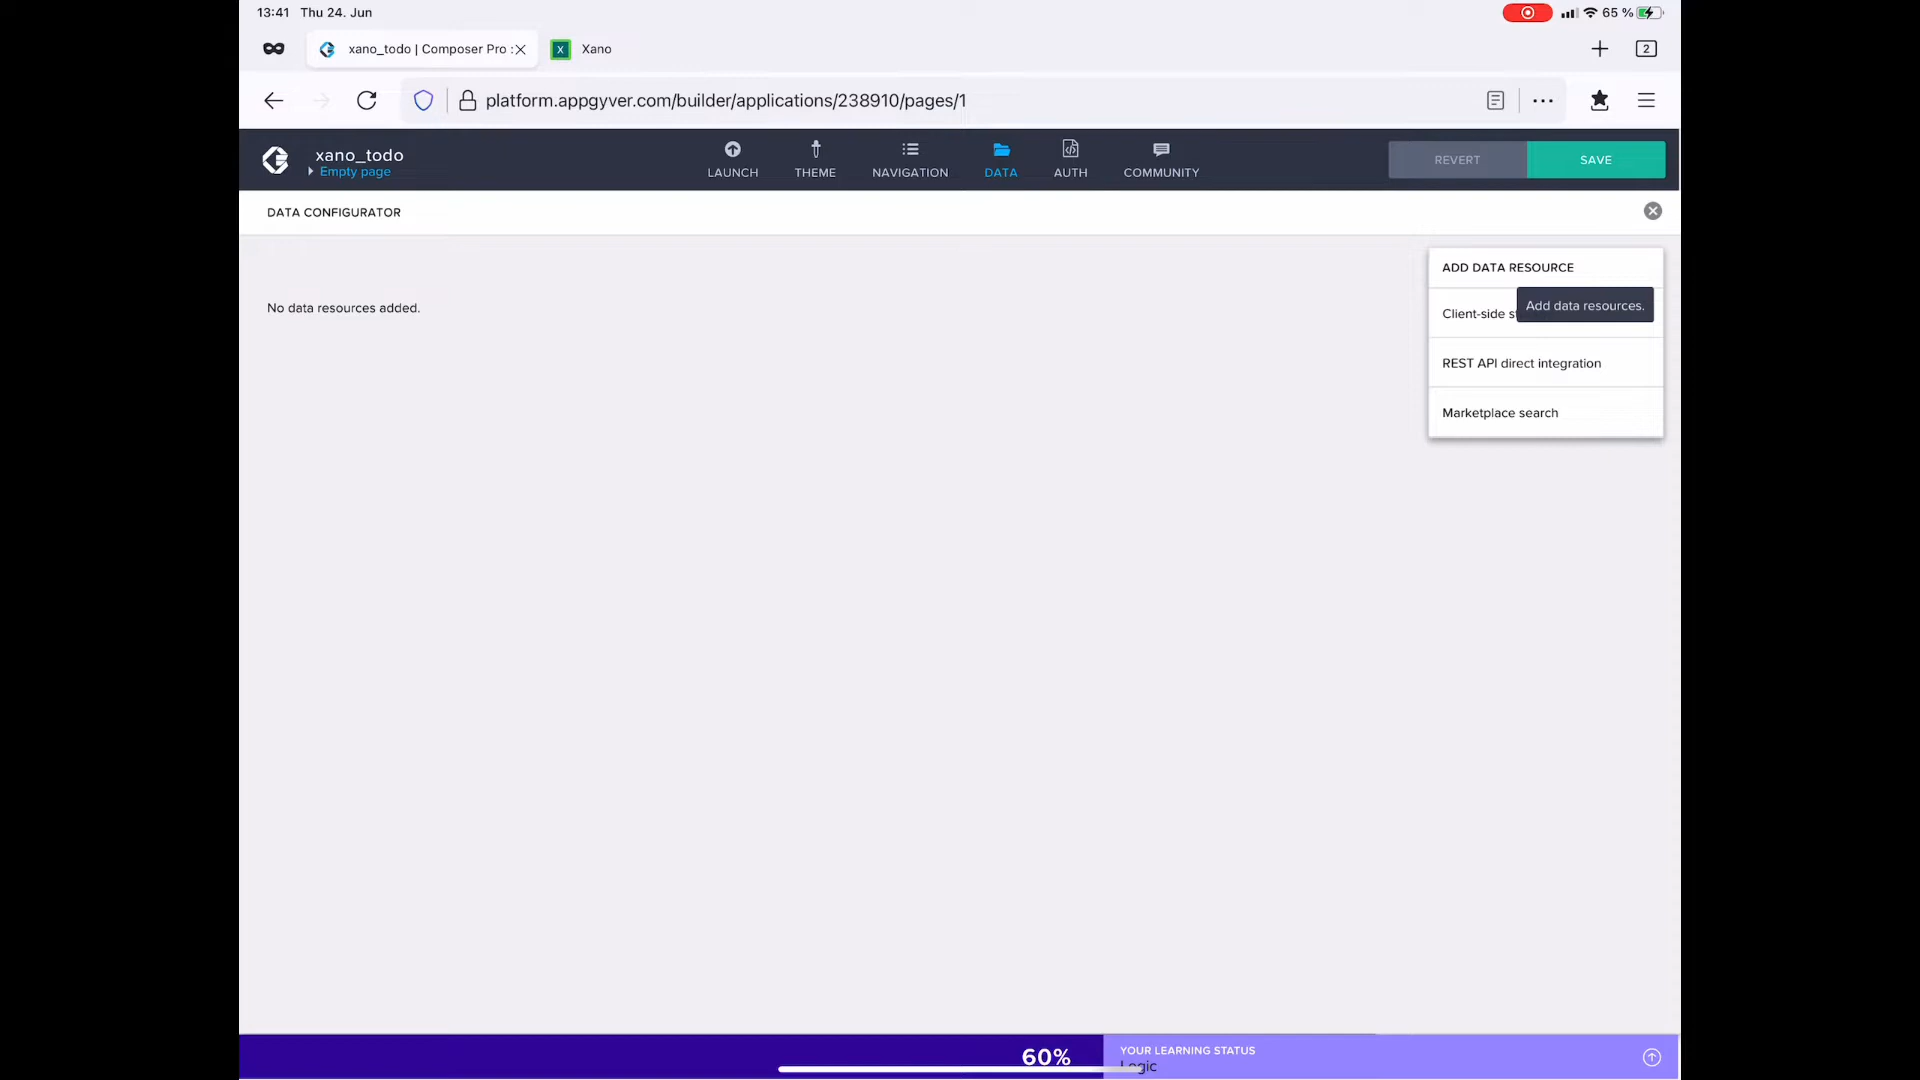 13:41 Thu 24. Jun
65 %
xano_todo | Composer Pro :
X Xano
2
platform.appgyver.com/builder/applications/238910/pages/1
xano_todo
Empty page
LAUNCH
THEME
NAVIGATION
DATA
AUTH
COMMUNITY
REVERT
SAVE
DATA CONFIGURATOR
ADD DATA RESOURCE
No data resources added.
Client-side
Add data resources.
REST API direct integration
Marketplace search
60%
YOUR LEARNING STATUS
Logic